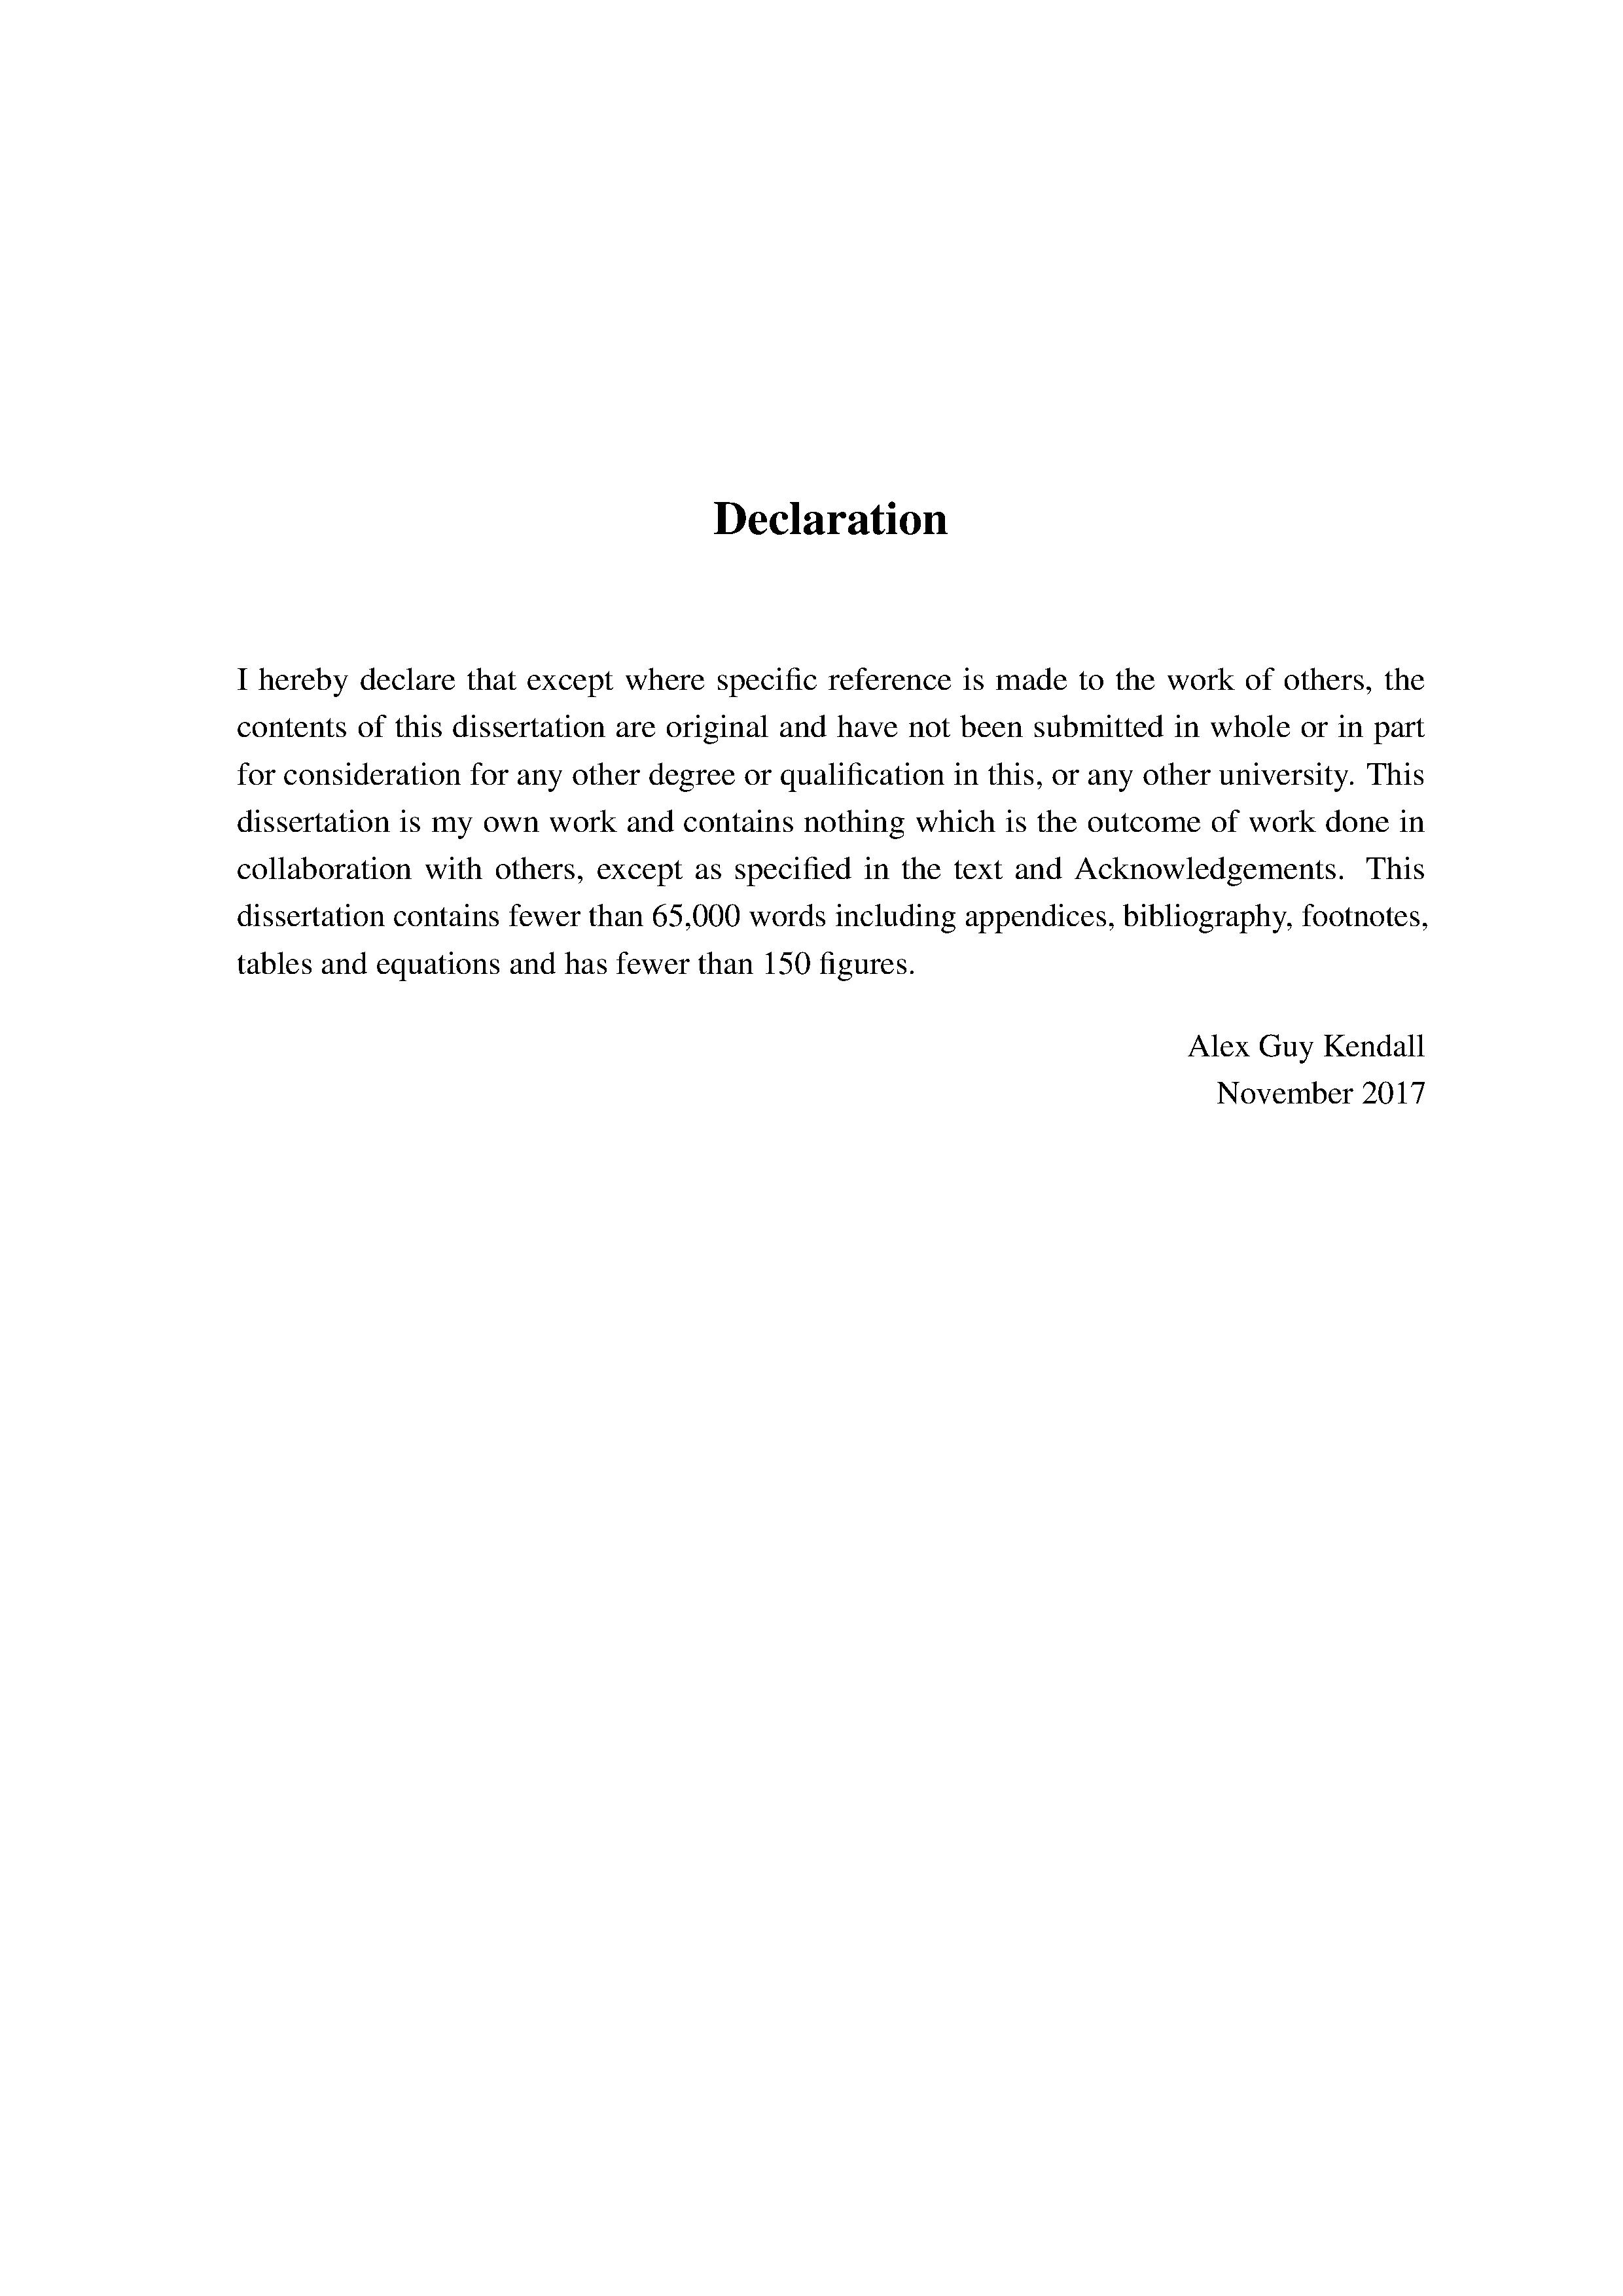 Declaration
I hereby declare that except where specific reference is made to the work of others, the
contents of this dissertation are original and have not been submitted in whole or in part
for consideration for any other degree or qualification in this, or any other university. This
dissertation is my own work and contains nothing which is the outcome of work done in
collaboration with others, except as specified in the text and Acknowledgements. This
dissertation contains fewer than 65,000 words including appendices, bibliography, footnotes,
tables and equations and has fewer than 150 figures.
Alex Guy Kendall
November 2017